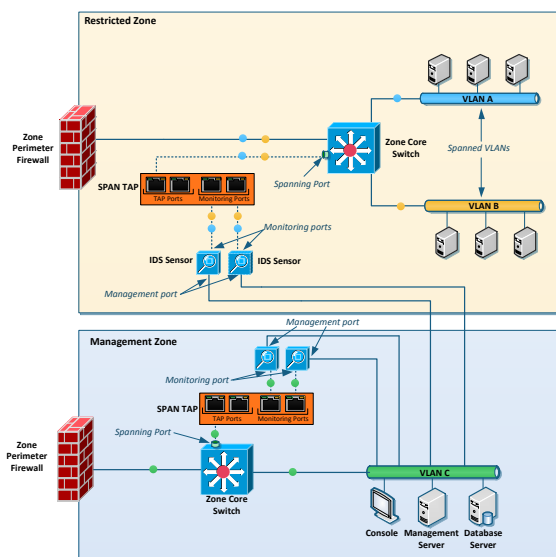 Restricted Zone
VLAN A
Zone
Perimeter
Firewall
Zone Core
Switch
Spanned VLANs
Spanning Port
SPAN TAP
TAP Ports
Monitoring Ports
VLAN B
Monitoring ports
IDS Sensor
IDS Sensor
Management port
Management port
Management Zone
Monitoring port
SPAN TAP
TAP Ports
Monitoring Ports
Spanning Port
Zone
Perimeter
Firewall
VLAN C
Zone Core
Switch
Console
Management
Server
Database
Server